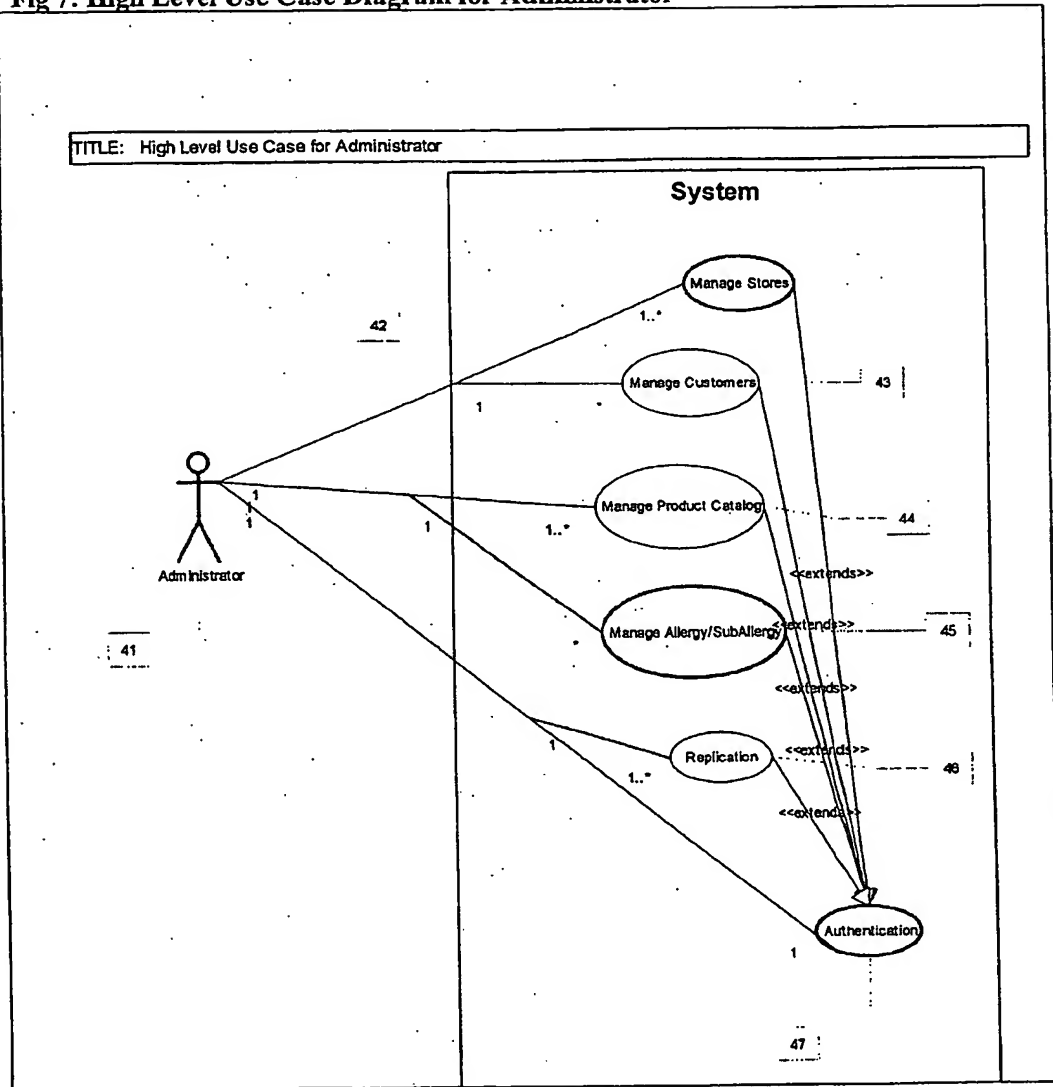 Fig 7: High Level Use Case Diagram for Administrator
TITLE: High Level Use Case for Administrator
System
Manage Stores
1..*
42
Manage Customers
43
1
*
1
1
Manage Product Catalog
1
1..*
44
Administrator
<<extends>>
Manage Allergy/SubAllergy
<<extends>>
45
*
41
<<extends>>
1
Replication
<<extends>>
46
1..*
<<extends>>
Authentication
1
47